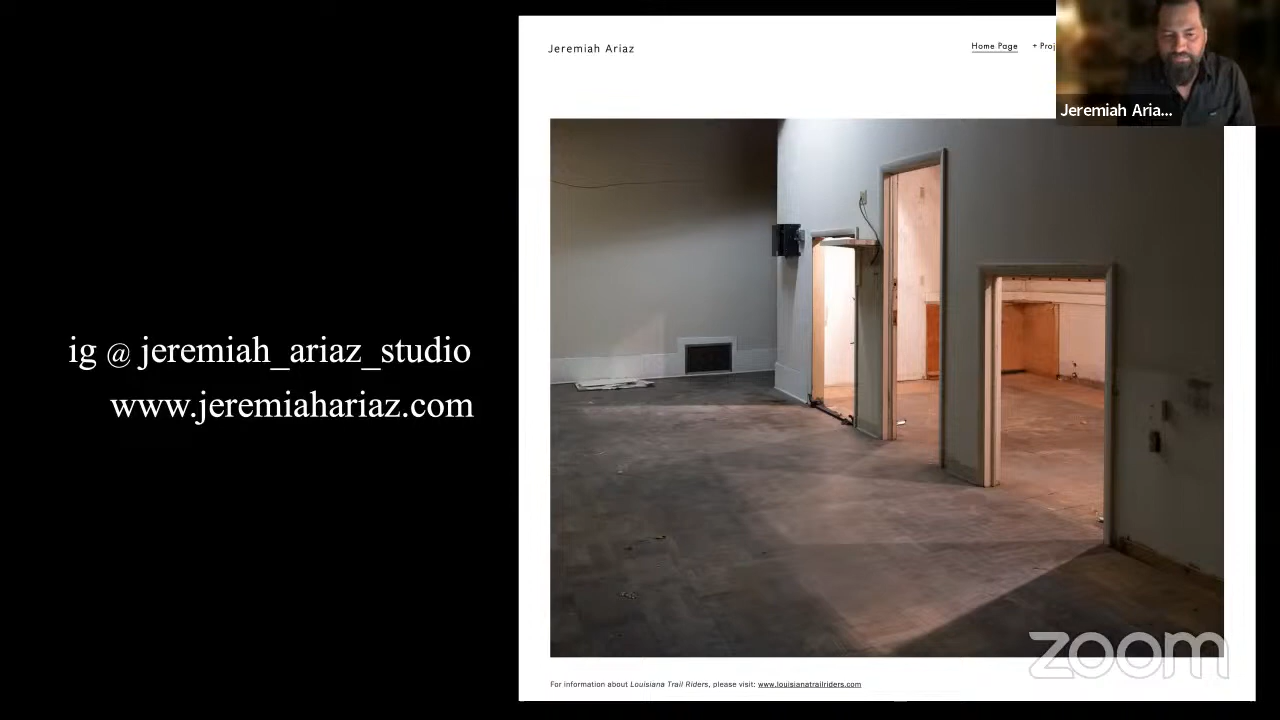 Jeremiah Ariaz
Home Page
+ Proj
Jeremiah Aria...
ig @ jeremiah_ariaz_studio
www.jeremiahariaz.com
zoom
For information about Louisiana Trail Riders, please visit: www.louisianatrailriders.com